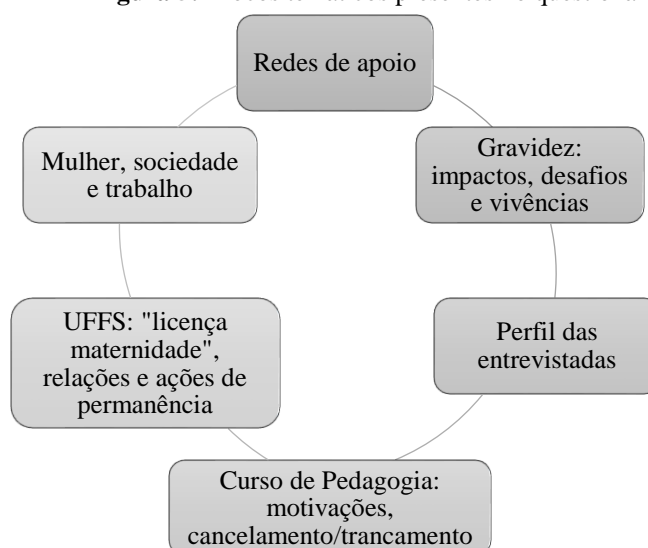 Redes de apoio
Gravidez:
impactos, desafios
e vivências
Perfil das
entrevistadas
Curso de Pedagogia:
motivações,
cancelamento/trancamento
UFFS: "licença
maternidade",
relações e ações de
permanência
Mulher, sociedade
e trabalho